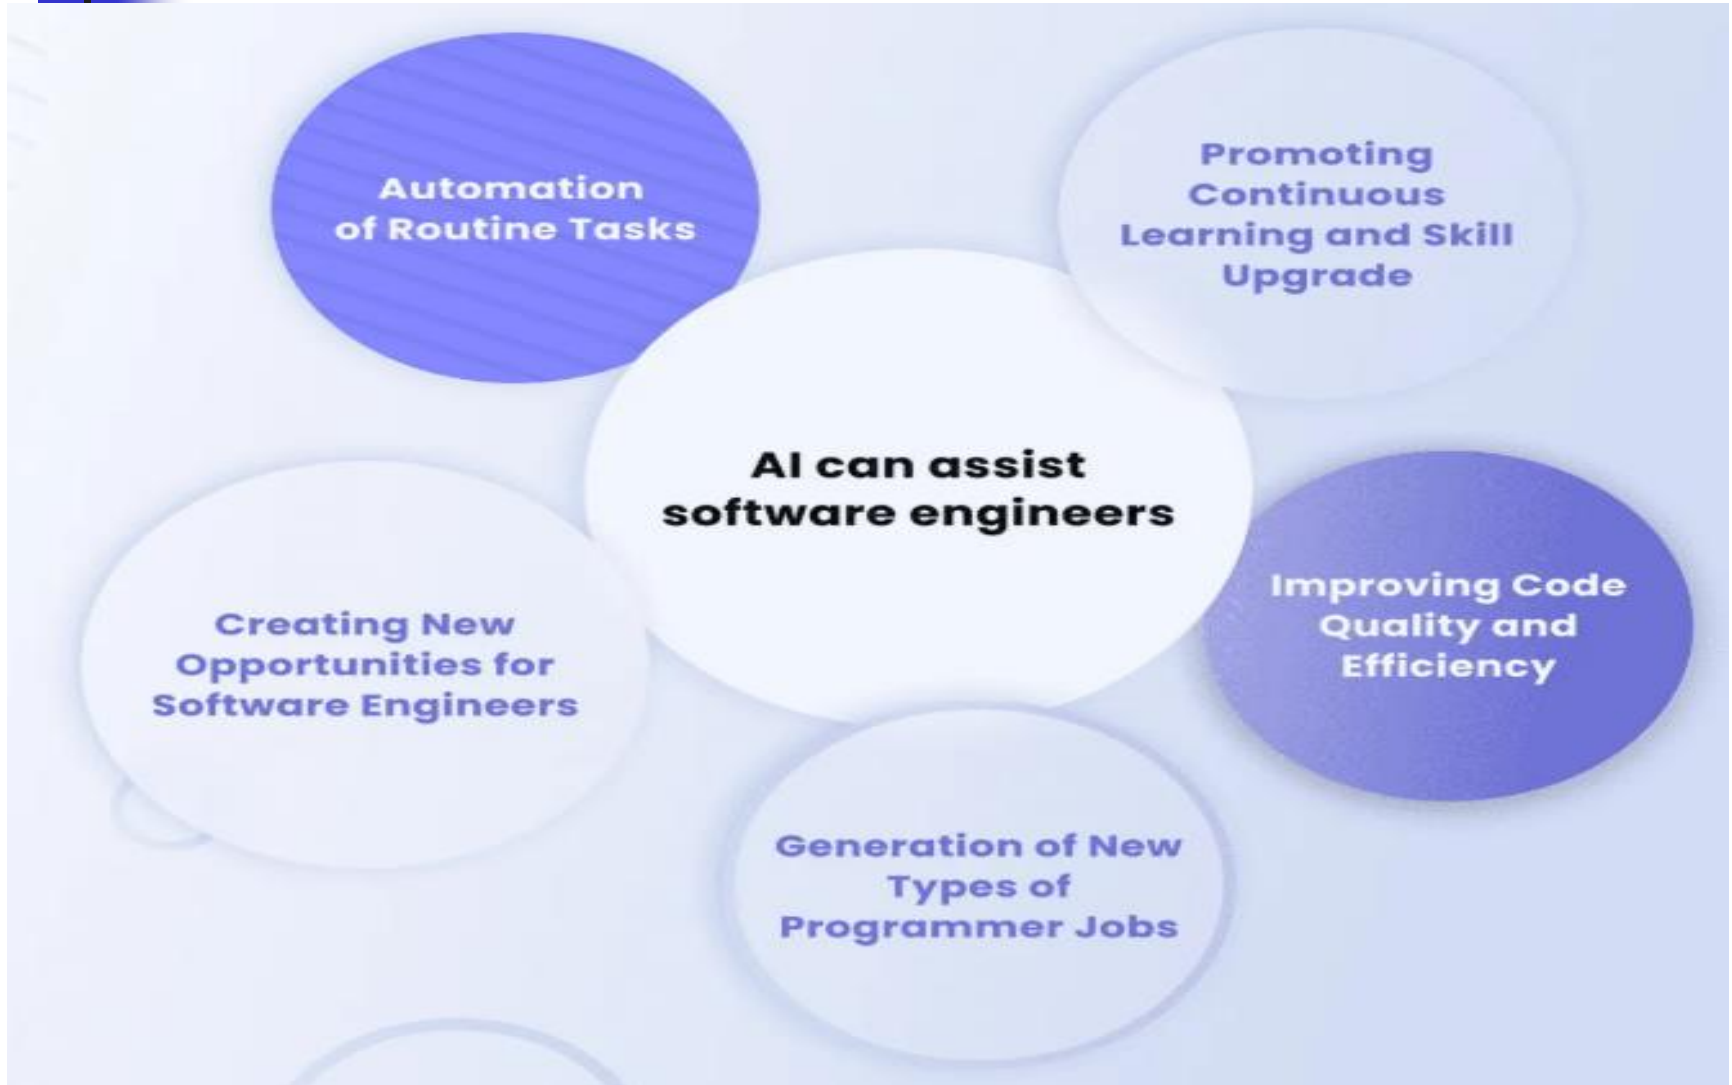 Automation
of Routine Tasks
Promoting
Continuous
Learning and Skill
Upgrade
AI can assist
software engineers
Improving Code
Quality and
Efficiency
Creating New
Opportunities for
Software Engineers
Generation of New
Types of
Programmer Jobs